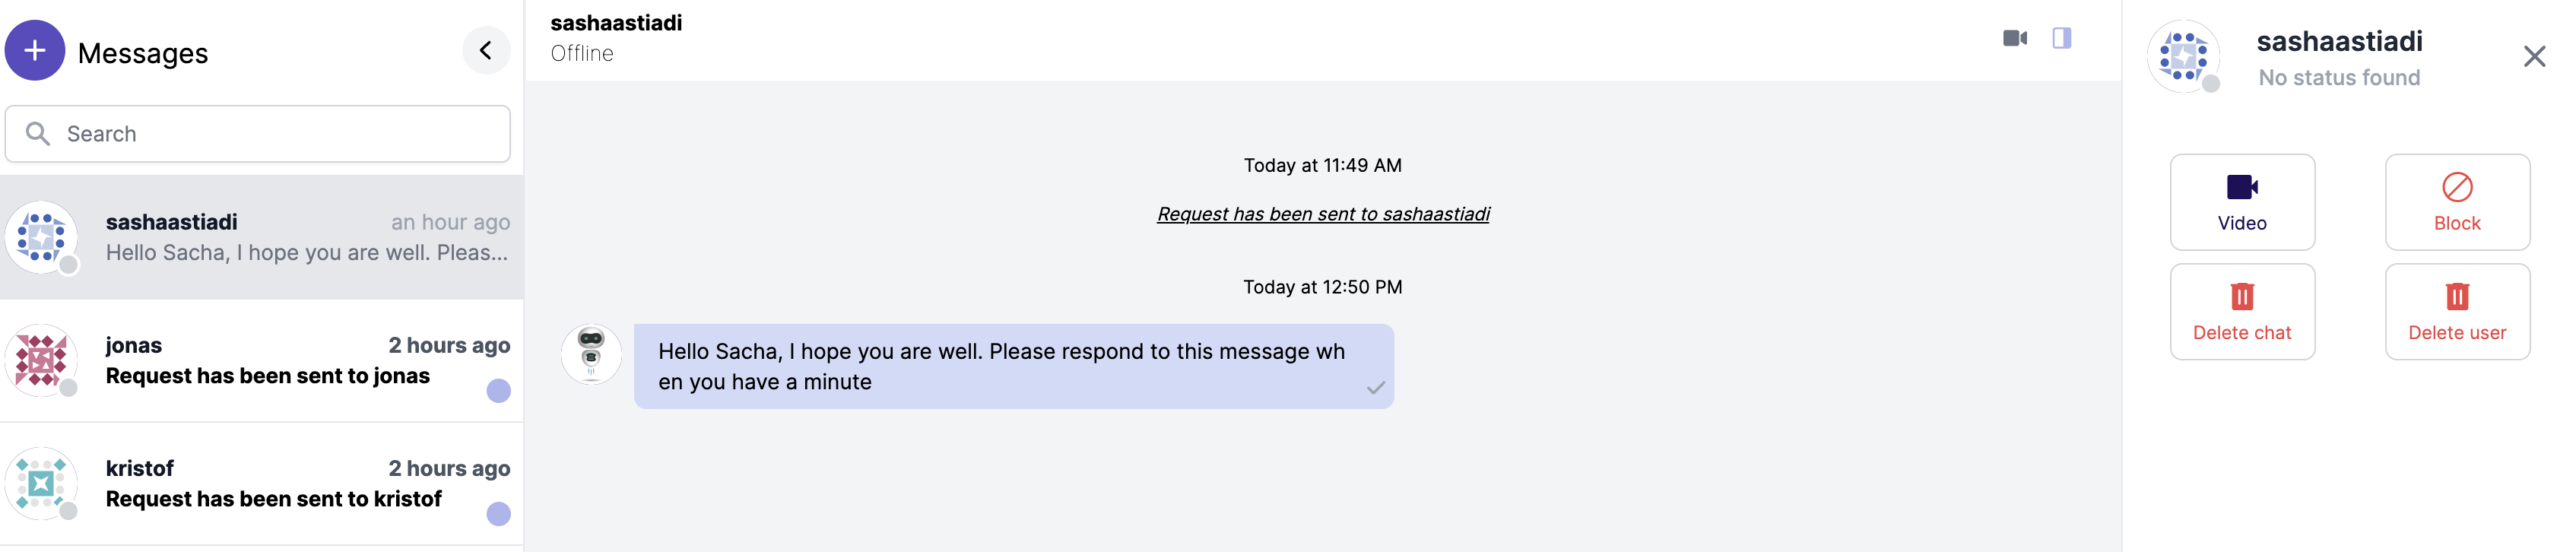 Messages
Search
sashaastiadi
an hour ago
Hello Sacha, I hope you are well. Pleas...
jonas
2 hours ago
Request has been sent to jonas
kristof
2 hours ago
Request has been sent to kristof
sashaastiadi
Offline
Today at 11:49 AM
Request has been sent to sashaastiadi
Today at 12:50 PM
Hello Sacha, I hope you are well. Please respond to this message wh
en you have a minute
sashaastiadi
No status found
Video
Block
Delete chat
Delete user